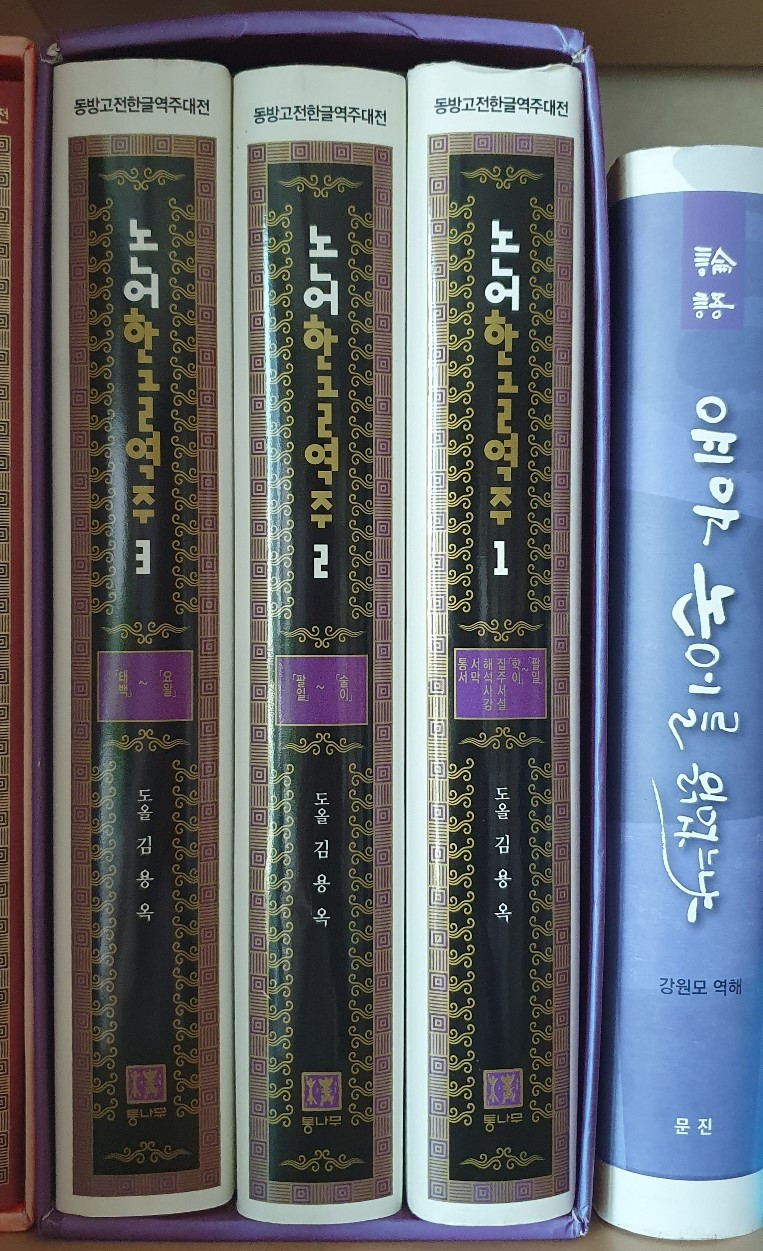 전
동방고전한글역주대전
논어한글역주 3
「태백」~「요왈」
도올 김용옥
통나무
동방고전한글역주대전
논어한글역주 2
「팔일」~「술이」
도올 김용옥
통나무
동방고전한글역주대전
논어한글역주 1
통서
서막
해석사강
집주서설
「학이」~「팔일」
도올 김용옥
통나무
論語
얘야 논어를 읽었느냐
강원모 역해
문진